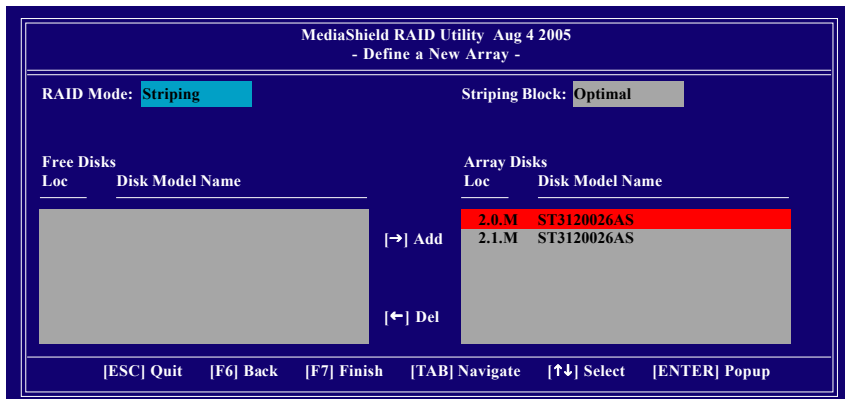 MediaShield RAID Utility Aug 4 2005
- Define a New Array -
RAID Mode: Striping
Striping Block: Optimal
Free Disks
Loc Disk Model Name
Array Disks
Loc Disk Model Name
[→] Add
[←] Del
2.0.M ST3120026AS
2.1.M ST3120026AS
[ESC] Quit [F6] Back [F7] Finish [TAB] Navigate [↑↓] Select [ENTER] Popup